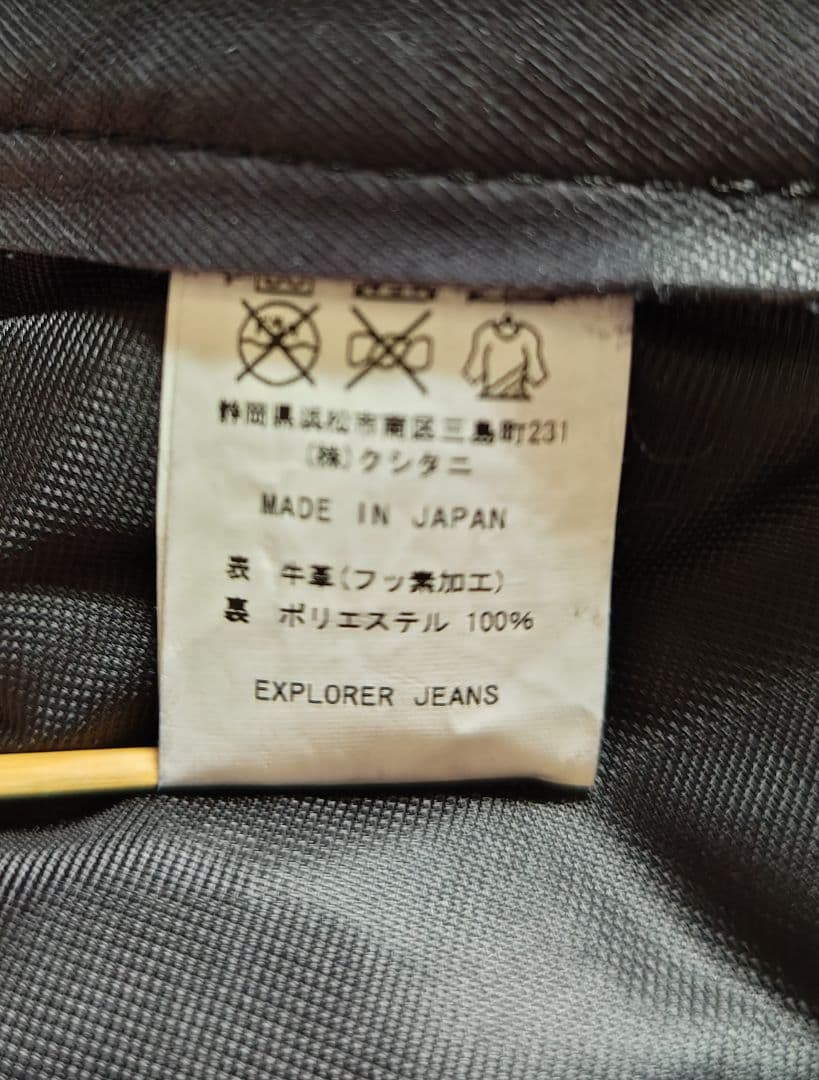 静岡県浜松市南区三島町231
(株)クシタニ
MADE IN JAPAN
表 牛革(フッ素加工)
裏 ポリエステル 100%
EXPLORER JEANS